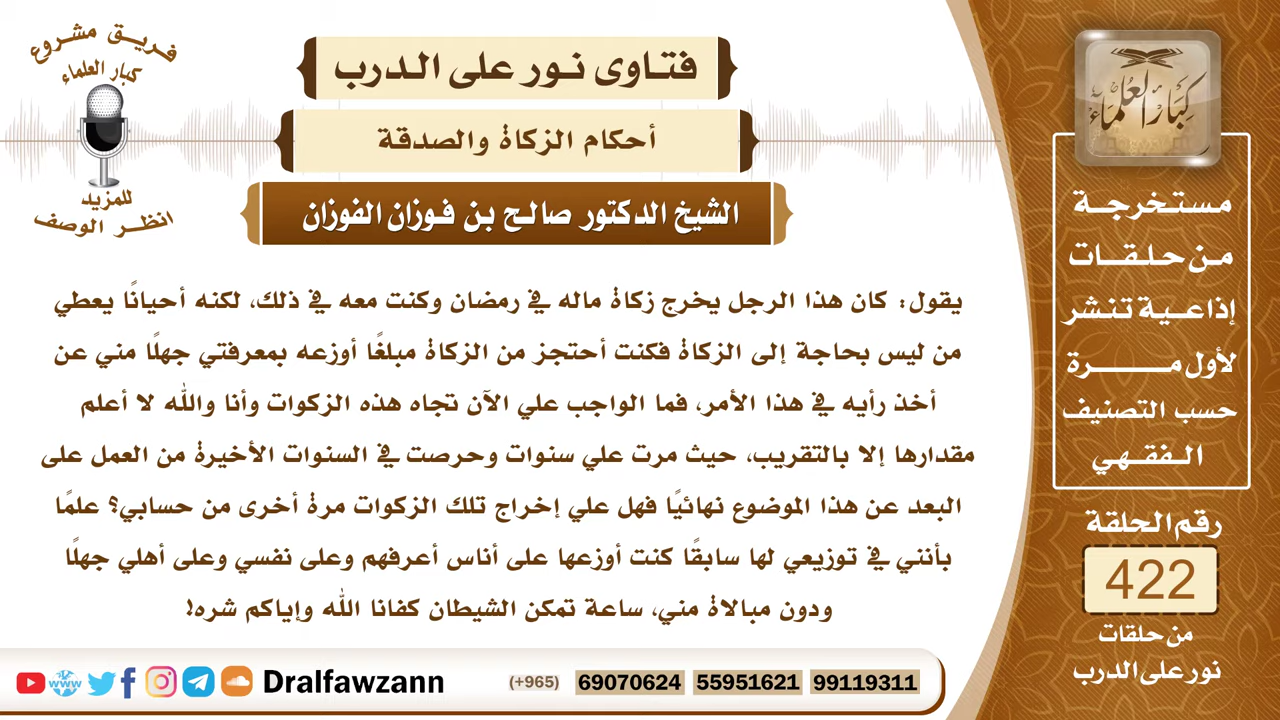 فريق مشروع
كبار العلماء
للمزيد
انظر الوصف
فتاوى نور على الدرب
أحكام الزكاة والصدقة
الشيخ الدكتور صالح بن فوزان الفوزان
يقول: كان هذا الرجل يخرج زكاة ماله في رمضان وكنت معه في ذلك، لكنه أحيانًا يعطي
من ليس بحاجة إلى الزكاة فكنت أحتجز من الزكاة مبلغًا أوزعه بمعرفتي جهلًا مني عن
أخذ رأيه في هذا الأمر، فما الواجب علي الآن تجاه هذه الزكوات وأنا والله لا أعلم
مقدارها إلا بالتقريب، حيث مرت علي سنوات وحرصت في السنوات الأخيرة من العمل على
البعد عن هذا الموضوع نهائيًا فهل علي إخراج تلك الزكوات مرة أخرى من حسابي؟ علمًا
بأنني في توزيعي لها سابقًا كنت أوزعها على أناس أعرفهم وعلى نفسي وعلى أهلي جهلًا
ودون مبالاة مني، ساعة تمكن الشيطان كفانا الله وإياكم شره!
كبار العلماء
مستخرجة
من حلقات
إذاعية تنشر
لأول مرة
حسب التصنيف
الفقهي
رقم الحلقة
422
من حلقات
نور على الدرب
www
Dralfawzann
(+965) 69070624 55951621 99119311